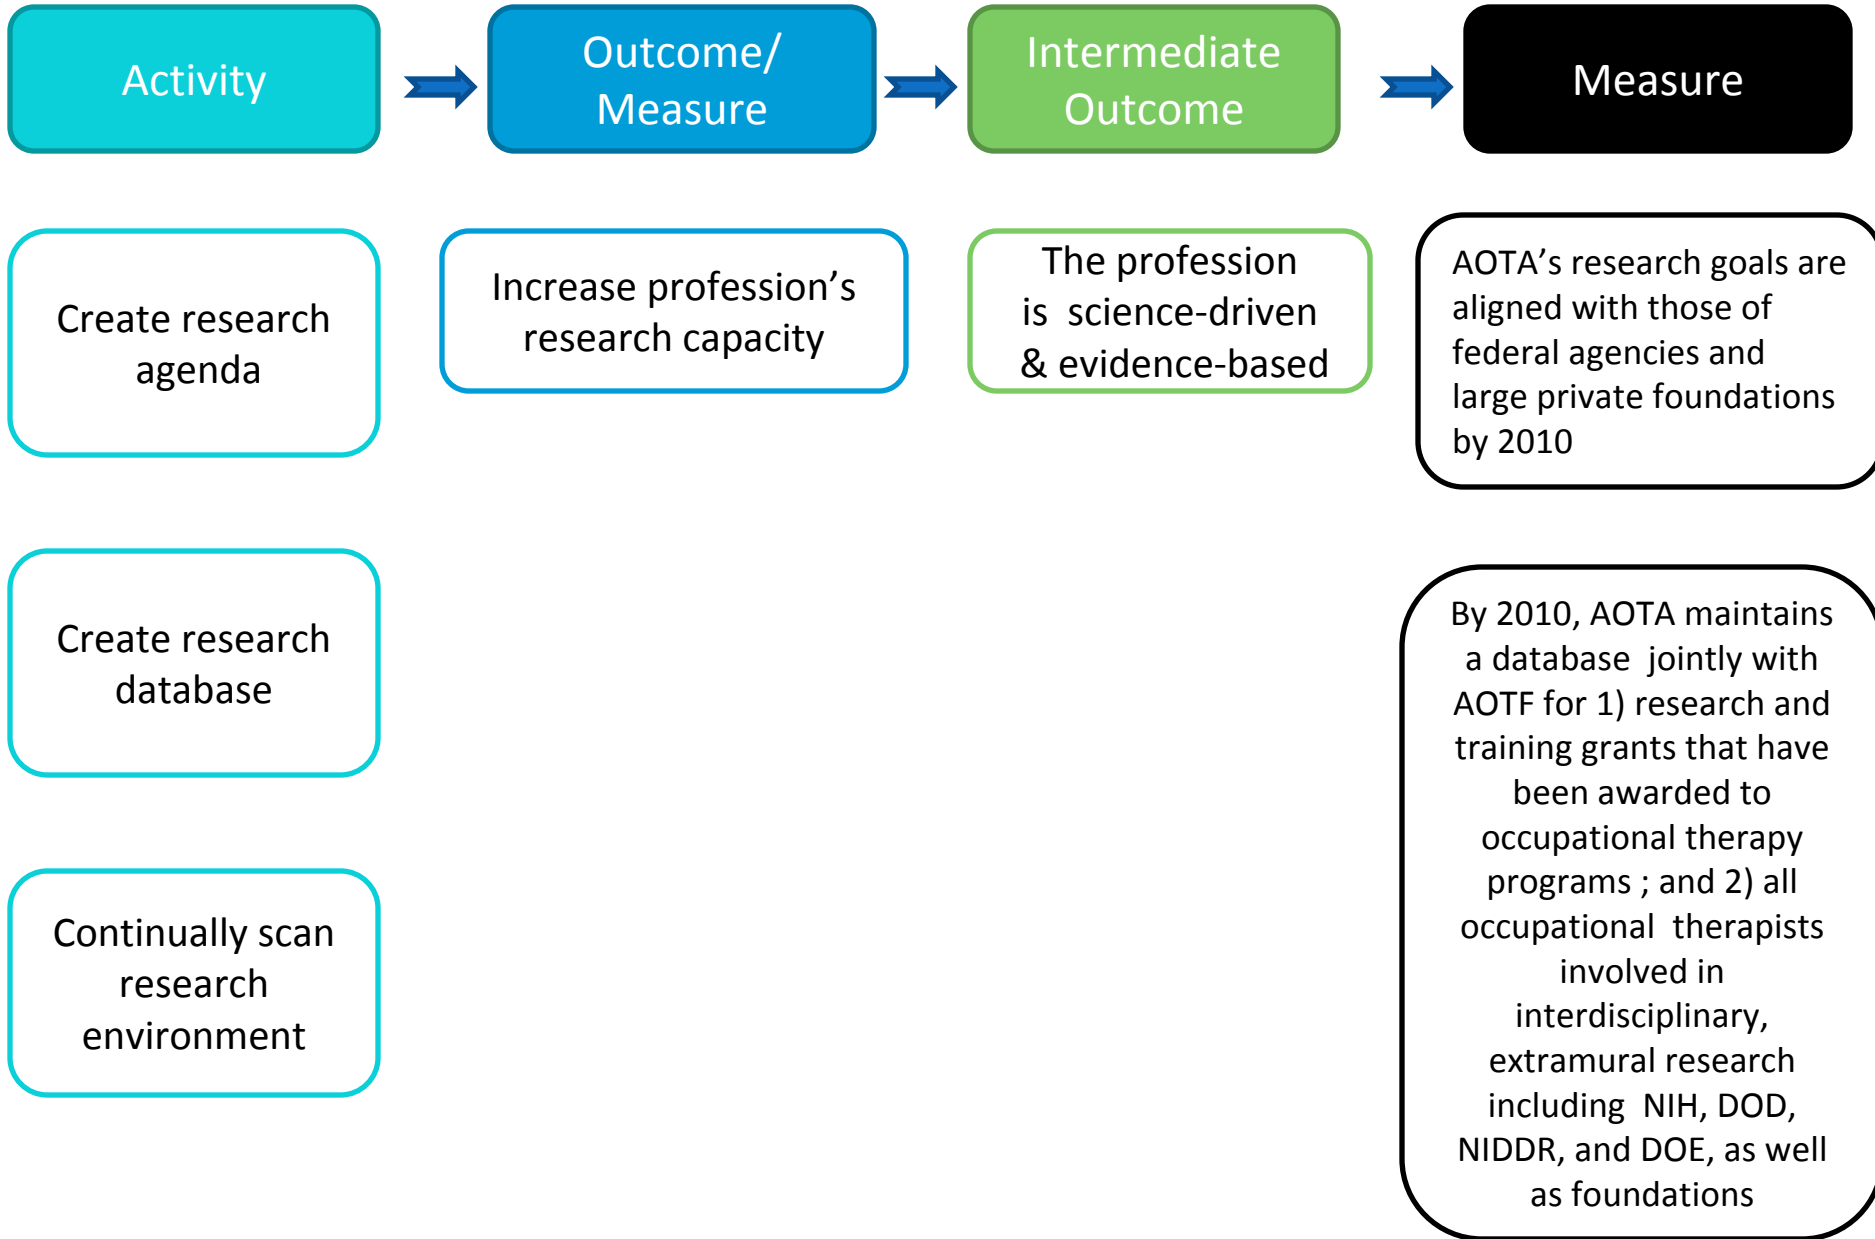 Activity
Outcome/
Measure
Intermediate
Outcome
Measure
Create research
agenda
Increase profession’s
research capacity
The profession
is science-driven
& evidence-based
AOTA’s research goals are
aligned with those of
federal agencies and
large private foundations
by 2010
Create research
database
By 2010, AOTA maintains
a database jointly with
AOTF for 1) research and
training grants that have
been awarded to
occupational therapy
programs ; and 2) all
occupational therapists
involved in
interdisciplinary,
extramural research
including NIH, DOD,
NIDDR, and DOE, as well
as foundations
Continually scan
research
environment